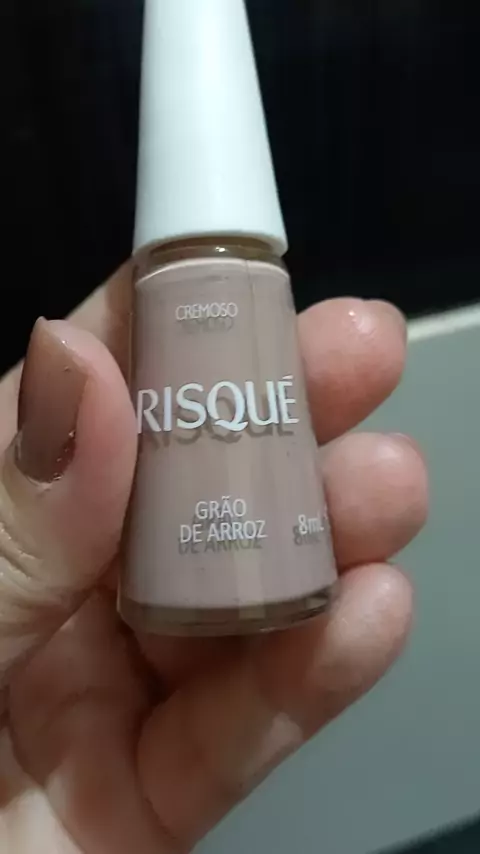 CREMOSO
RISQUÉ
GRÃO
DE ARROZ
8mL